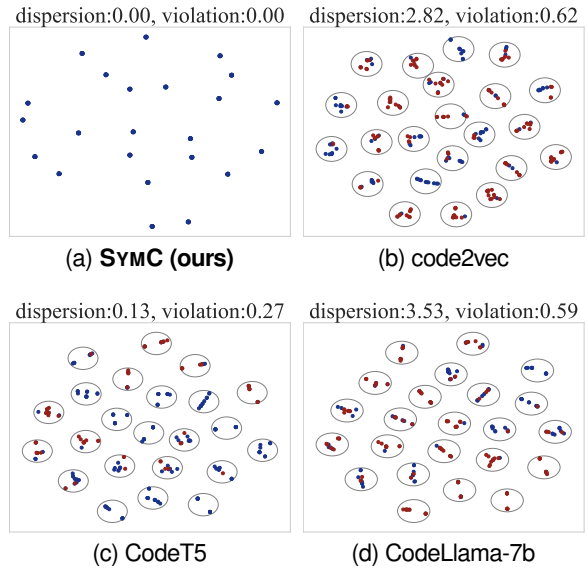 dispersion:0.00, violation:0.00
dispersion:2.82, violation:0.62
(a) SYMC (ours)
(b) code2vec
dispersion:0.13, violation:0.27
dispersion:3.53, violation:0.59
(c) CodeT5
(d) CodeLlama-7b